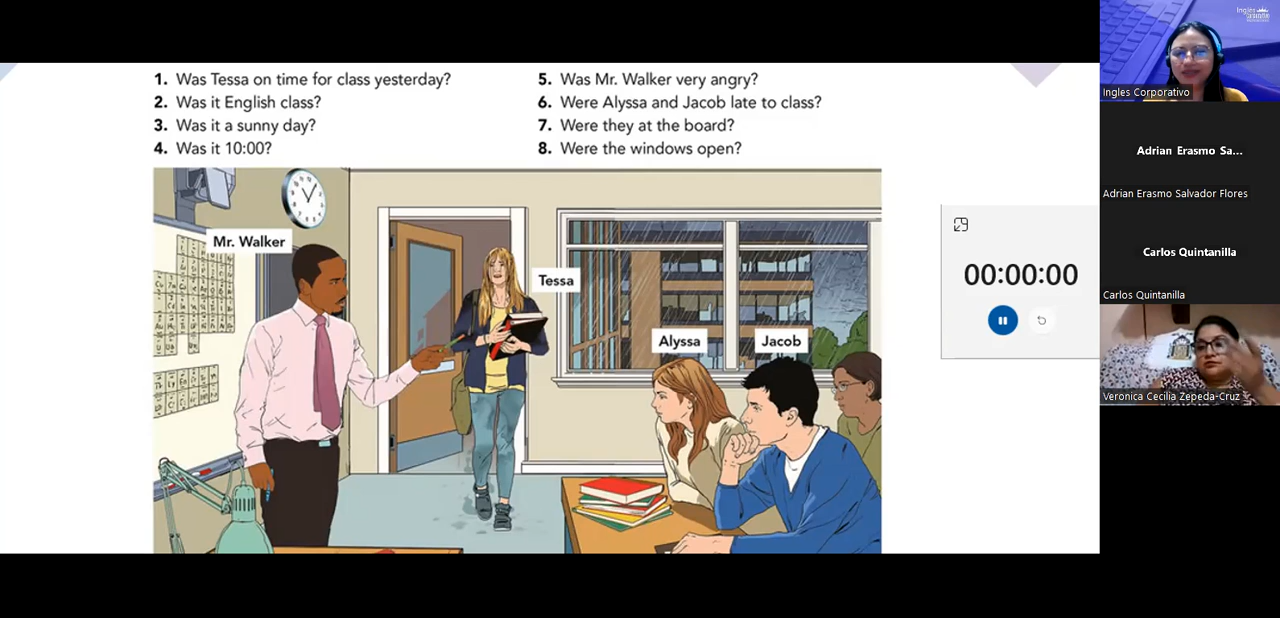 1. Was Tessa on time for class yesterday?
2. Was it English class?
3. Was it a sunny day?
4. Was it 10:00?
5. Was Mr. Walker very angry?
6. Were Alyssa and Jacob late to class?
7. Were they at the board?
8. Were the windows open?
Mr. Walker
Tessa
Alyssa
Jacob
00:00:00
Ingles Corporativo
Adrian Erasmo Sa...
Adrian Erasmo Salvador Flores
Carlos Quintanilla
Carlos Quintanilla
Veronica Cecilia Zepeda-Cruz